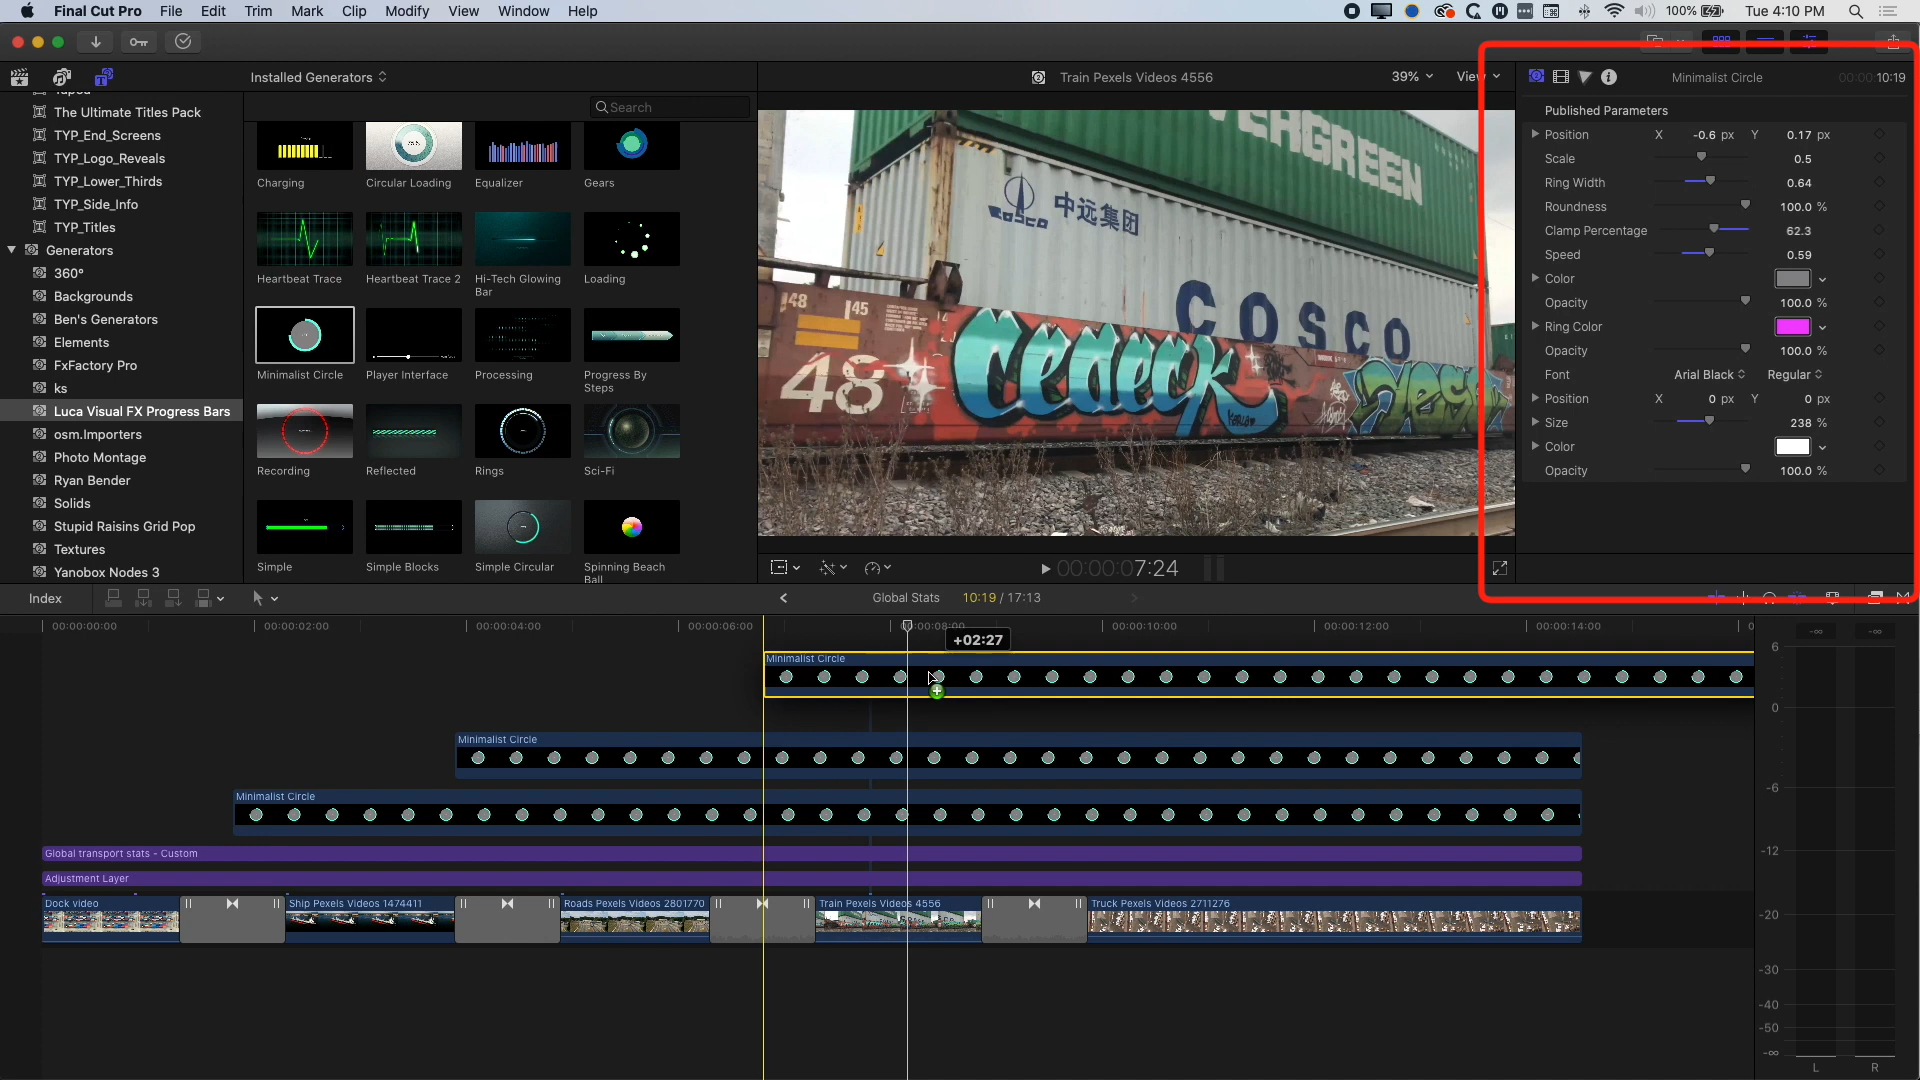 Final Cut Pro File Edit Trim Mark Clip Modify View Window Help
100% Tue 4:10 PM
Installed Generators
Train Pexels Videos 4556 39% View
Minimalist Circle 00:00:10:19
Search
Published Parameters
Position X -0.6 px Y 0.17 px
Scale 0.5
Ring Width 0.64
Roundness 100.0 %
Clamp Percentage 62.3
Speed 0.59
Color
Opacity 100.0 %
Ring Color
Opacity 100.0 %
Font Arial Black Regular
Position X 0 px Y 0 px
Size 238 %
Color
Opacity 100.0 %
The Ultimate Titles Pack
TYP_End_Screens
TYP_Logo_Reveals
TYP_Lower_Thirds
TYP_Side_Info
TYP_Titles
Generators
360°
Backgrounds
Ben's Generators
Elements
FxFactory Pro
ks
Luca Visual FX Progress Bars
osm.Importers
Photo Montage
Ryan Bender
Solids
Stupid Raisins Grid Pop
Textures
Yanobox Nodes 3
Charging
Circular Loading
Equalizer
Gears
Heartbeat Trace
Heartbeat Trace 2
Hi-Tech Glowing Bar
Loading
Minimalist Circle
Player Interface
Processing
Progress By Steps
Recording
Reflected
Rings
Sci-Fi
Simple
Simple Blocks
Simple Circular
Spinning Beach Ball
EVERGREEN
COSCO 中远集团
COSCO
48
45
48
cedeck
00:00:07:24
Index
Global Stats 10:19 / 17:13
00:00:00:00 00:00:02:00 00:00:04:00 00:00:06:00 00:00:08:00 00:00:10:00 00:00:12:00 00:00:14:00
+02:27
Minimalist Circle
Minimalist Circle
Minimalist Circle
Global transport stats - Custom
Adjustment Layer
Dock video
Ship Pexels Videos 1474411
Roads Pexels Videos 2801770
Train Pexels Videos 4556
Truck Pexels Videos 2711276
-∞ -∞
6
0
-6
-12
-20
-30
-40
-50
-∞
L R